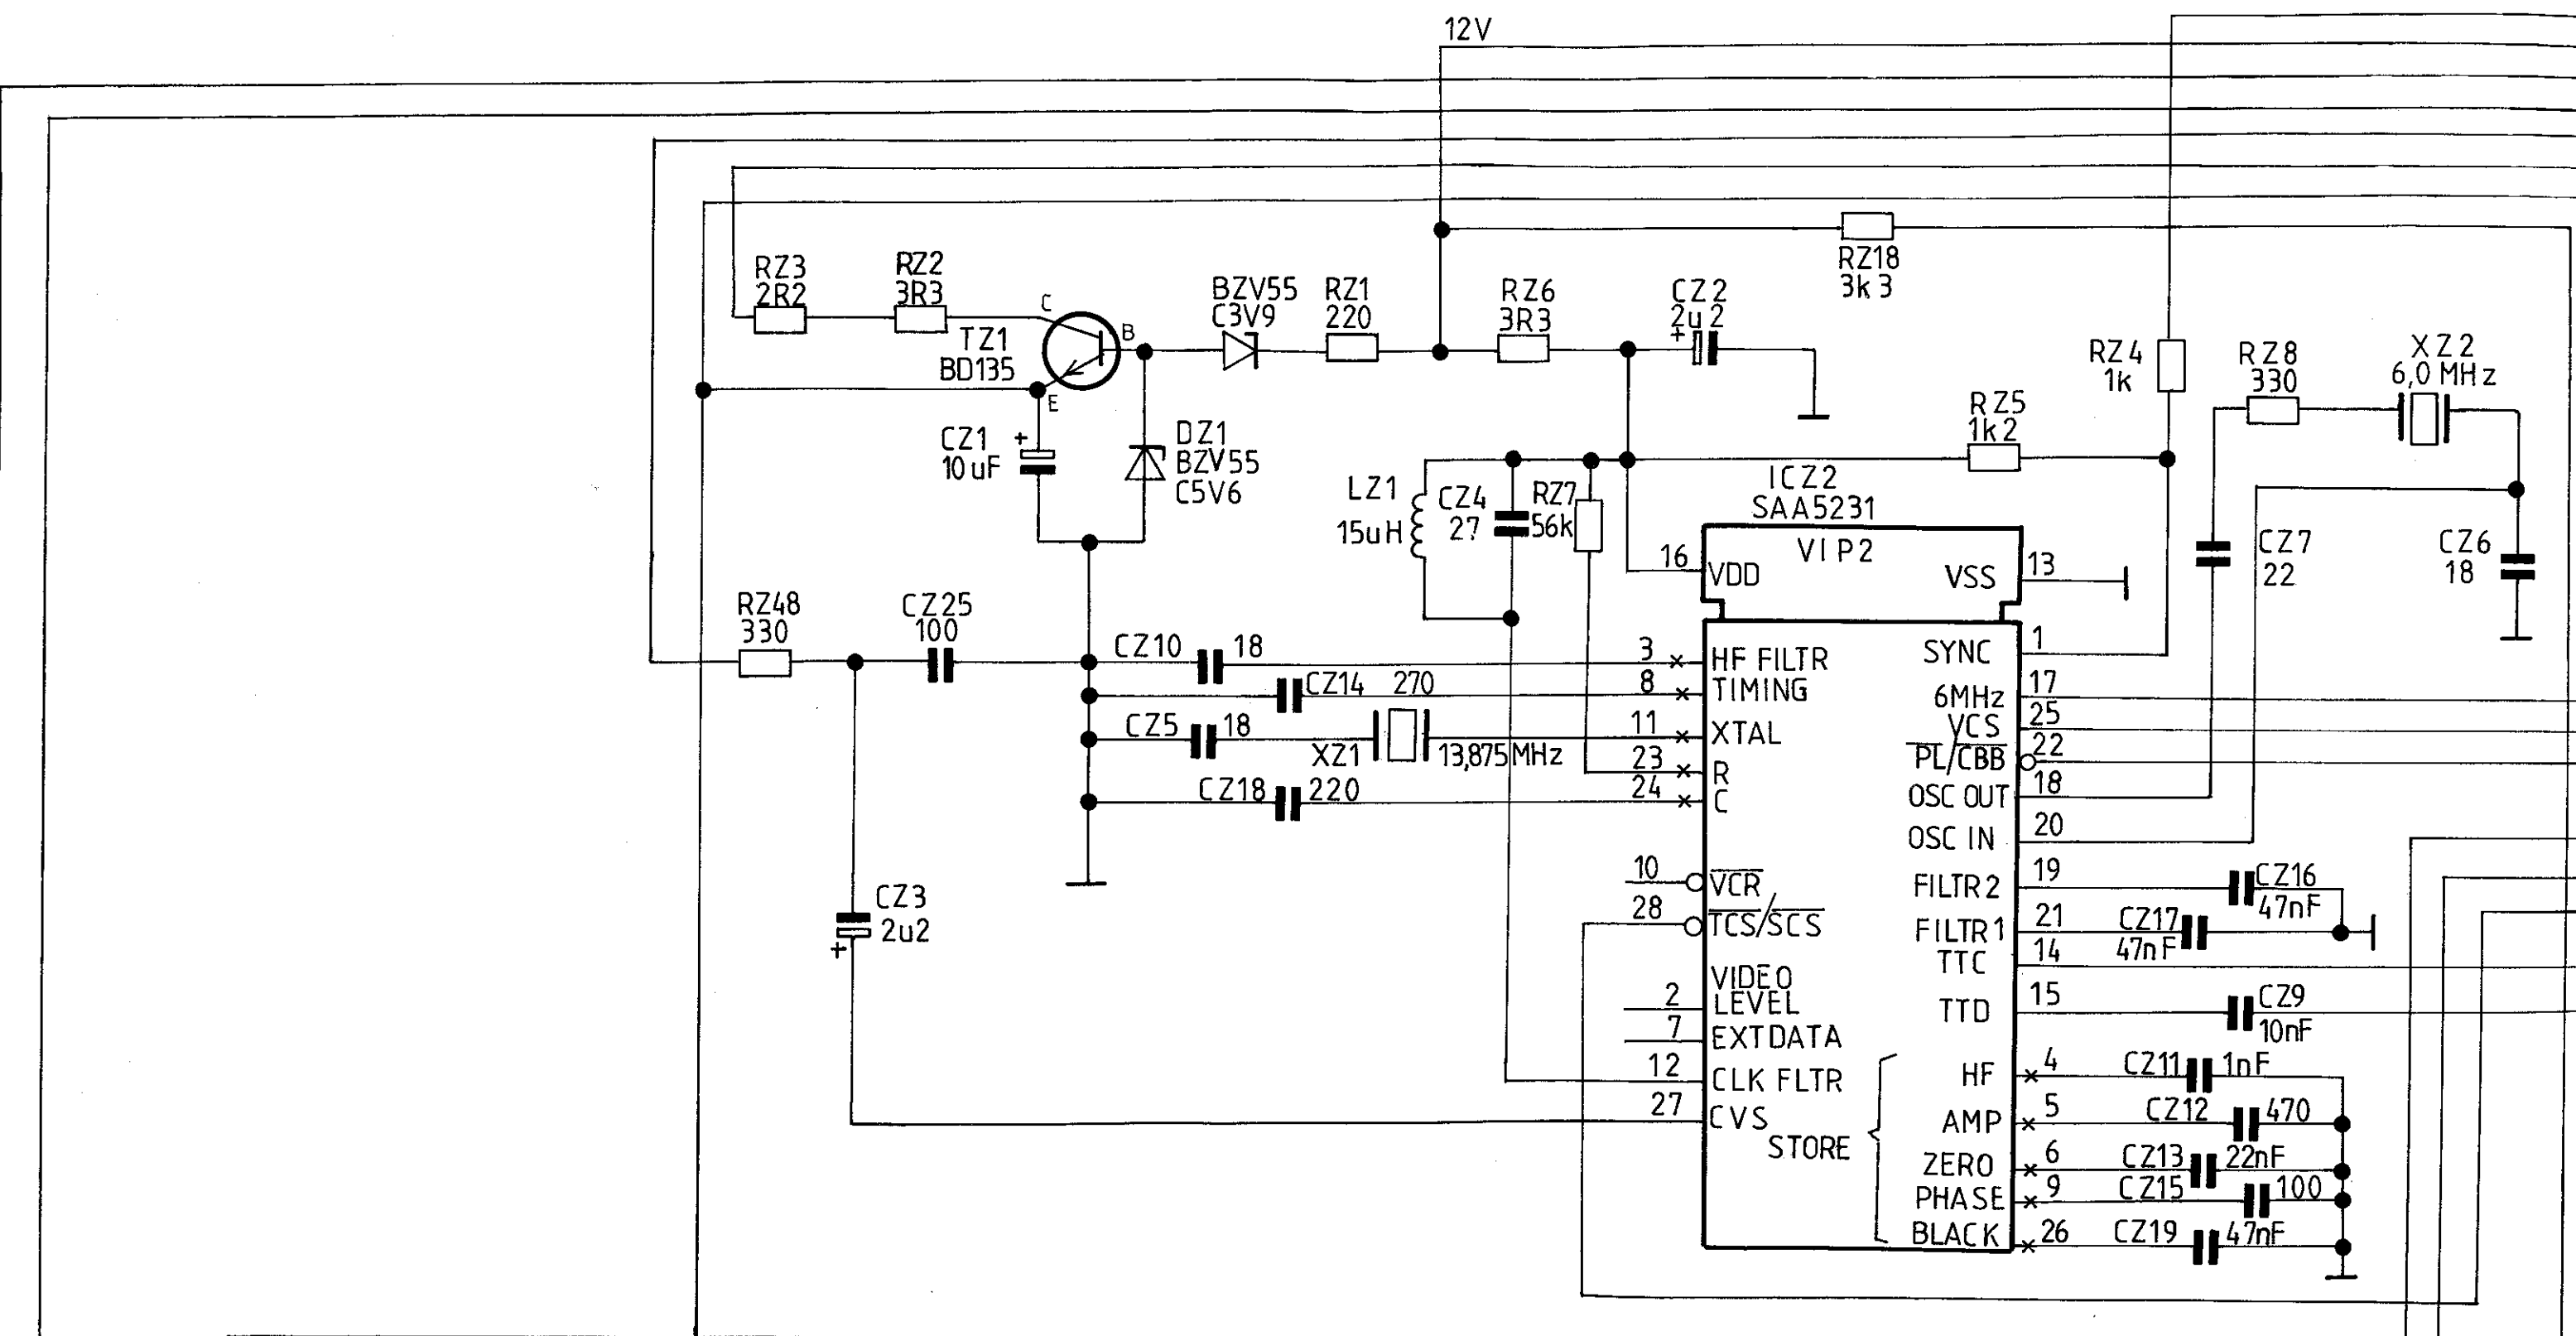 12V
RZ3
2R2
RZ2
3R3
C
B
TZ1
BD135
E
BZV55
C3V9
RZ1
220
RZ6
3R3
CZ2
2u2
+
RZ18
3k3
RZ4
1k
RZ8
330
XZ2
6,0 MHz
RZ5
1k2
CZ1
10uF
+
DZ1
BZV55
C5V6
LZ1
15uH
CZ4
27
RZ7
56k
ICZ2
SAA5231
VIP2
16
VDD
VSS
13
CZ7
22
CZ6
18
RZ48
330
CZ25
100
CZ10
18
3
HF FILTR
SYNC
1
CZ14
270
8
TIMING
6MHz
17
CZ5
18
XZ1
13,875MHz
11
XTAL
VCS
25
23
R
PL/CBB
22
CZ18
220
24
C
OSC OUT
18
OSC IN
20
10
VCR
FILTR2
19
CZ16
47nF
28
TCS/SCS
FILTR1
21
CZ17
47nF
CZ3
2u2
+
TTC
14
VIDEO
2
LEVEL
TTD
15
CZ9
10nF
7
EXTDATA
12
CLK FLTR
HF
4
CZ11
1nF
27
CVS
AMP
5
CZ12
470
STORE
ZERO
6
CZ13
22nF
PHASE
9
CZ15
100
BLACK
26
CZ19
47nF